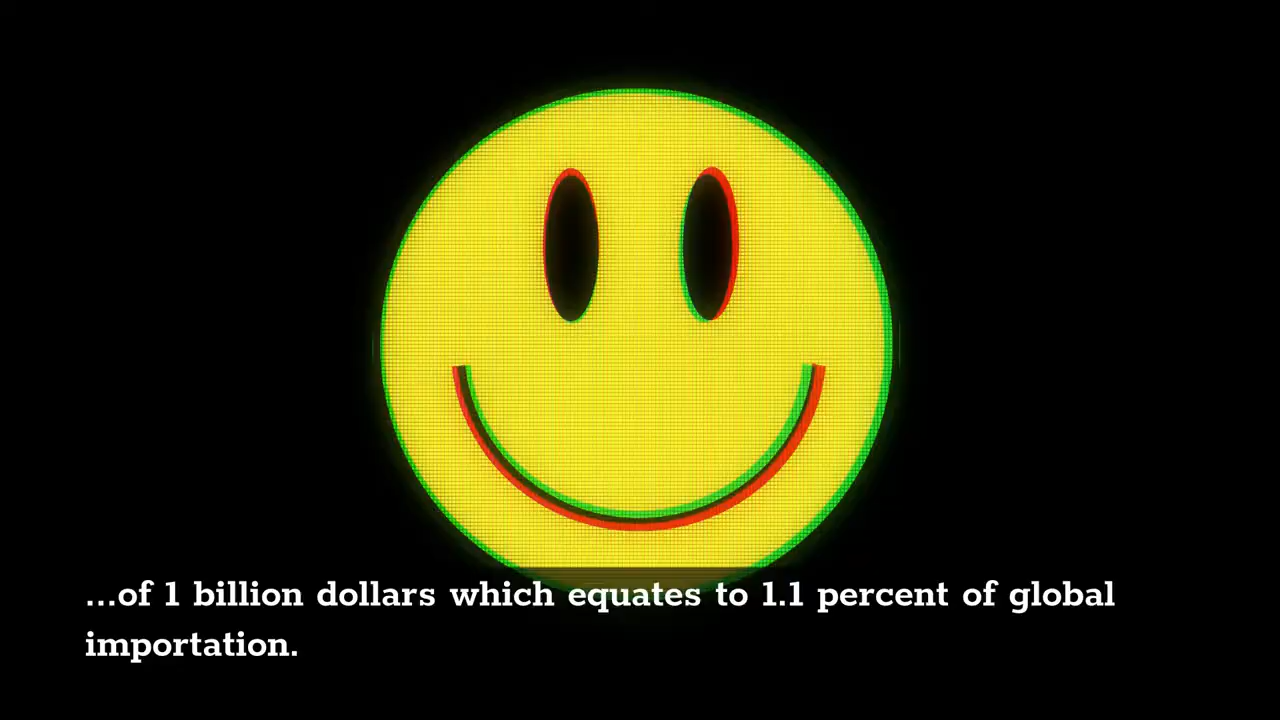 ...of 1 billion dollars which equates to 1.1 percent of global
importation.